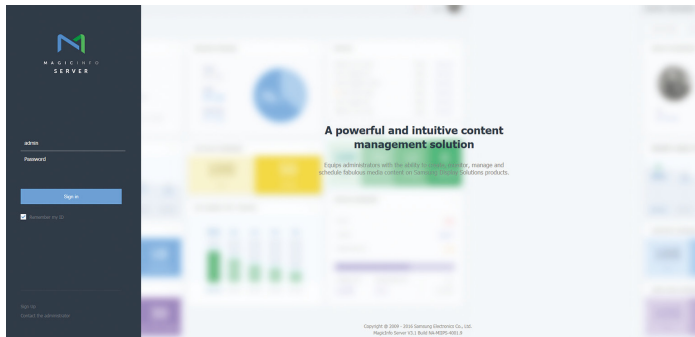 MAGICINFO
SERVER
admin
Password
Sign in
Remember my ID
Sign Up
Contact the administrator
A powerful and intuitive content
management solution
Equips administrators with the ability to create, monitor, manage and
schedule fabulous media content on Samsung Display Solutions products.
Copyright @ 2009 - 2016 Samsung Electronics Co., Ltd.
MagicInfo Server V3.1 Build MA-MISPS-4001.9